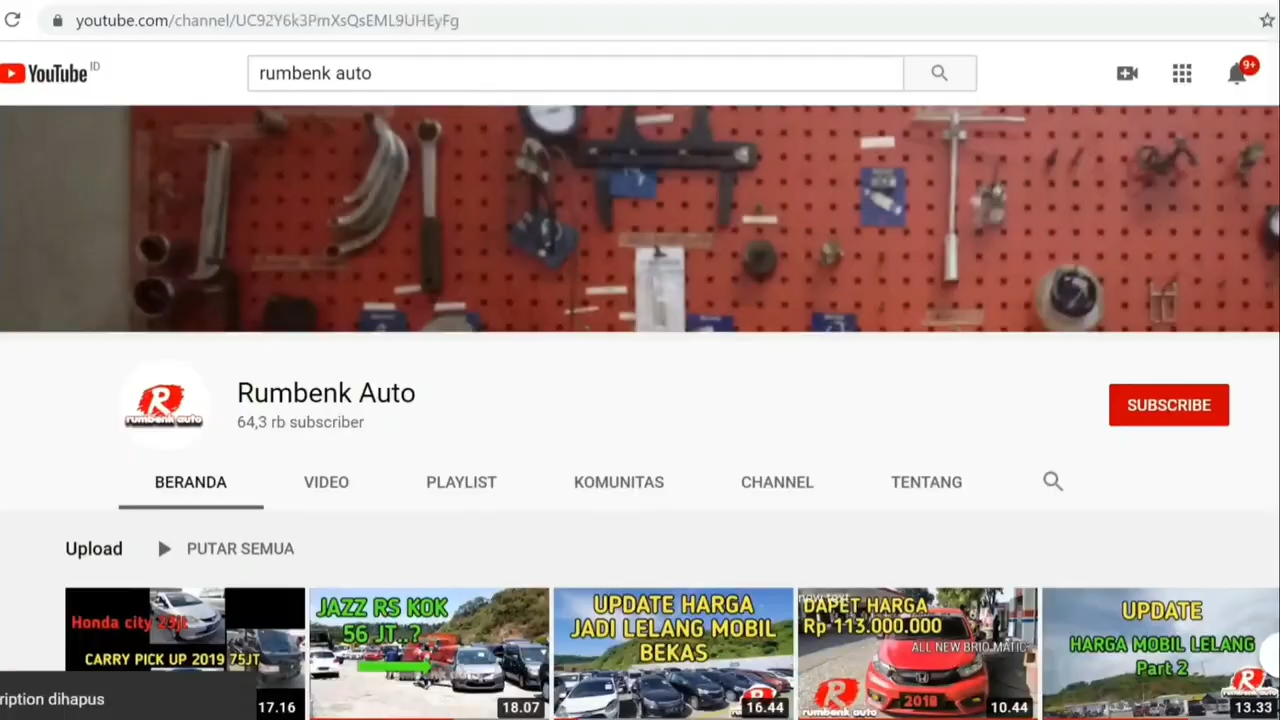 youtube.com/channel/UC92Y6k3PmXsQsEML9UHEyFg
YouTube ID
rumbenk auto
9+
R
rumbenk auto
Rumbenk Auto
64,3 rb subscriber
SUBSCRIBE
BERANDA VIDEO PLAYLIST KOMUNITAS CHANNEL TENTANG
Upload PUTAR SEMUA
Honda city 23jt
CARRY PICK UP 2019 75JT
17.16
JAZZ RS KOK
56 JT..?
18.07
UPDATE HARGA
JADI LELANG MOBIL
BEKAS
16.44
DAPET HARGA
Rp 113.000.000
ALL NEW BRIO MATIC
2018
R
rumbenk auto
10.44
UPDATE
HARGA MOBIL LELANG
Part 2
R
13.33
ription dihapus